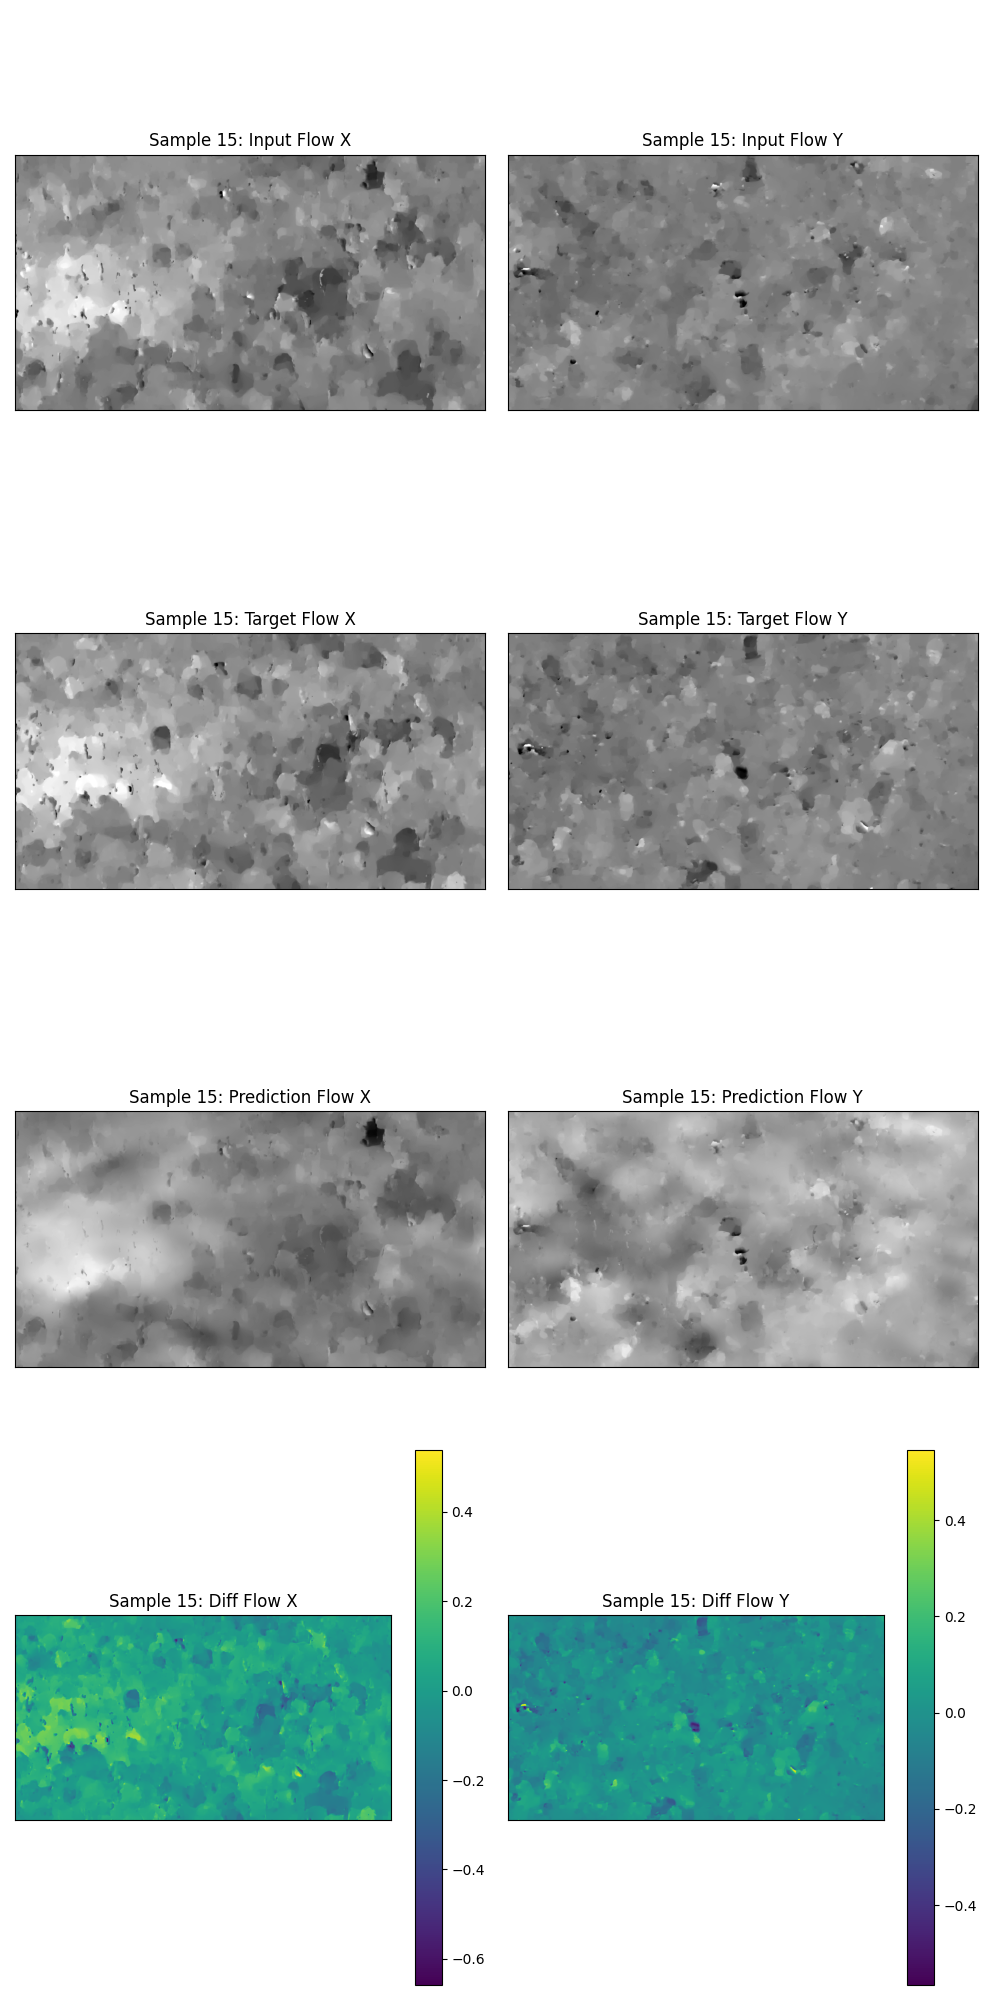 Sample 15: Input Flow X
Sample 15: Input Flow Y
Sample 15: Target Flow X
Sample 15: Target Flow Y
Sample 15: Prediction Flow X
Sample 15: Prediction Flow Y
Sample 15: Diff Flow X
0.4
0.2
0.0
−0.2
−0.4
−0.6
Sample 15: Diff Flow Y
0.4
0.2
0.0
−0.2
−0.4